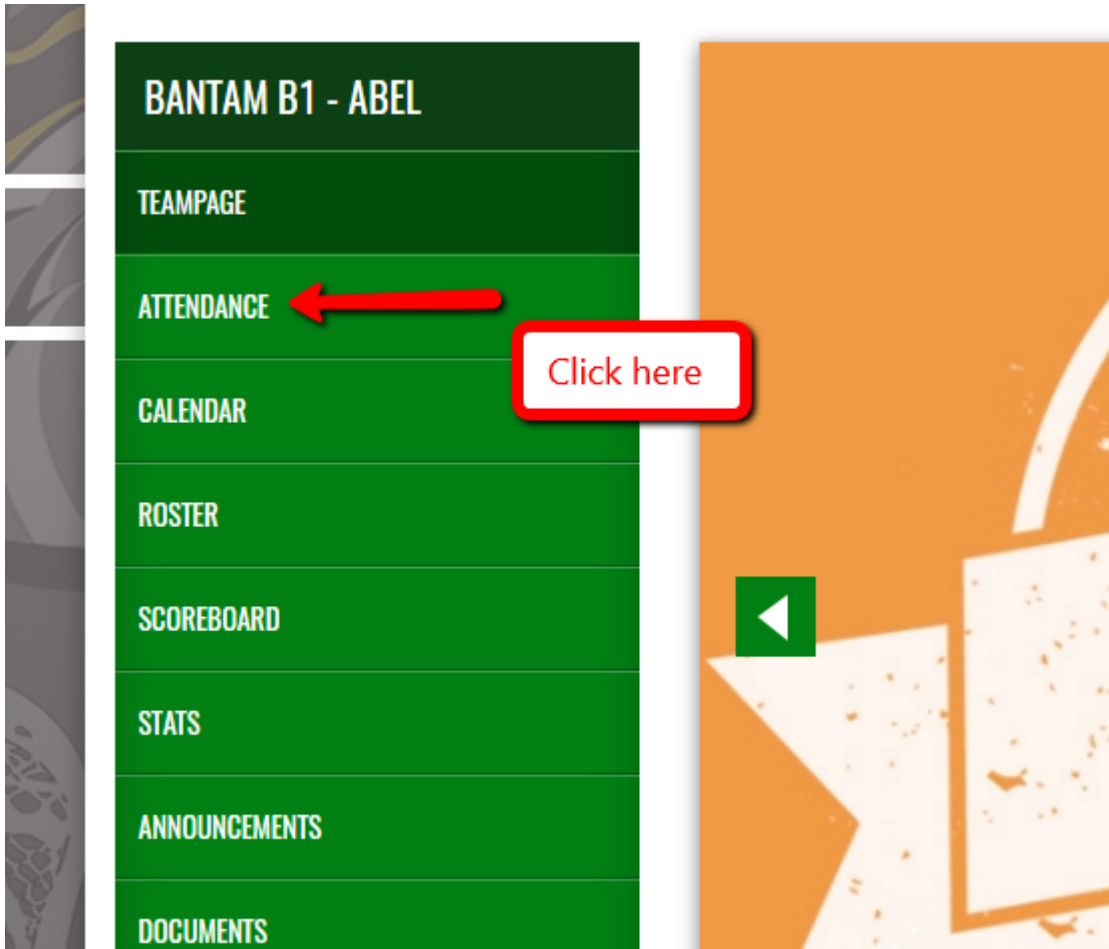 BANTAM B1 - ABEL
TEAMPAGE
ATTENDANCE
Click here
CALENDAR
ROSTER
SCOREBOARD
STATS
ANNOUNCEMENTS
DOCUMENTS